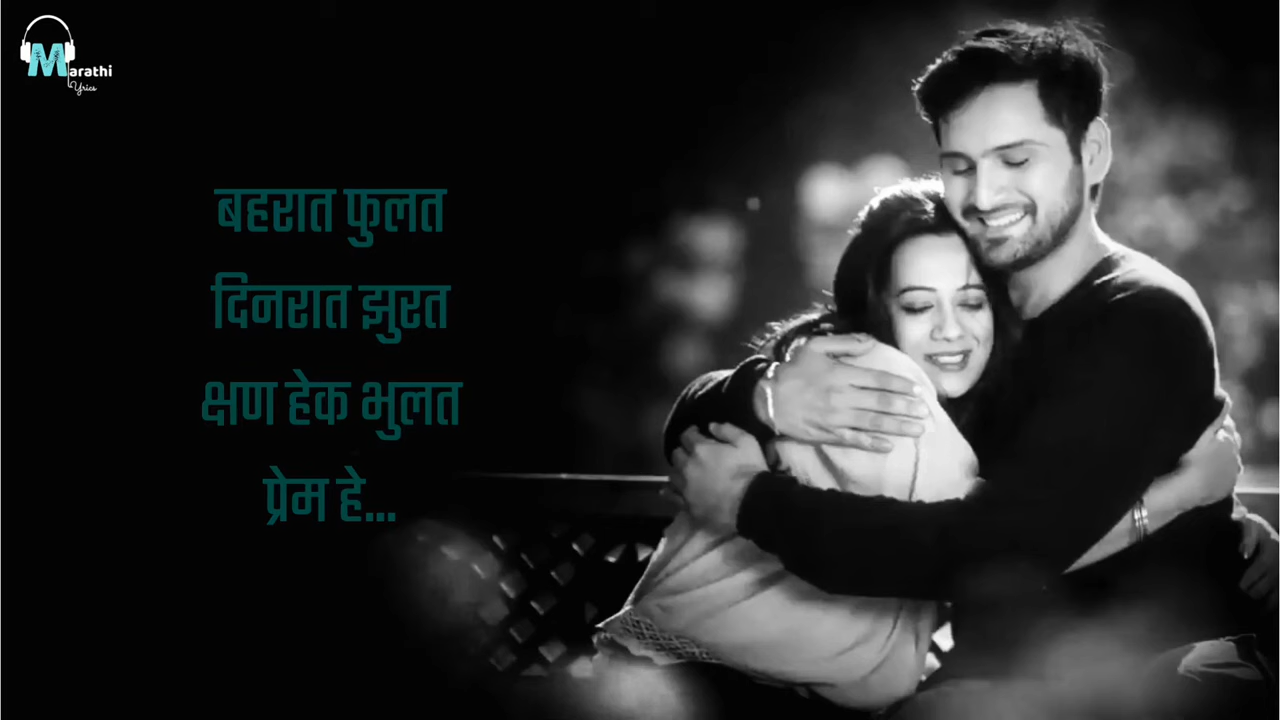 Marathi
Lyrics
बहरात फुलत
दिनरात झुरत
क्षण हेक भुलत
प्रेम हे...